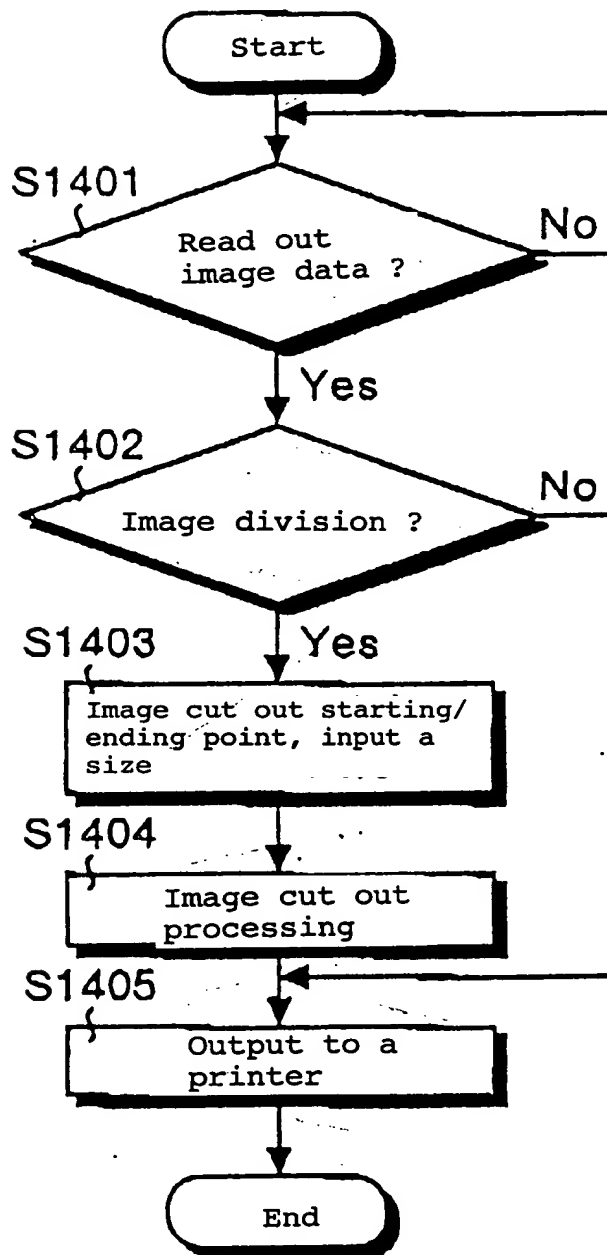 Start
S1401
Read out
image data ?
No
Yes
S1402
Image division ?
No
Yes
S1403
Image cut out starting/
ending point, input a
size
S1404
Image cut out
processing
S1405
Output to a
printer
End